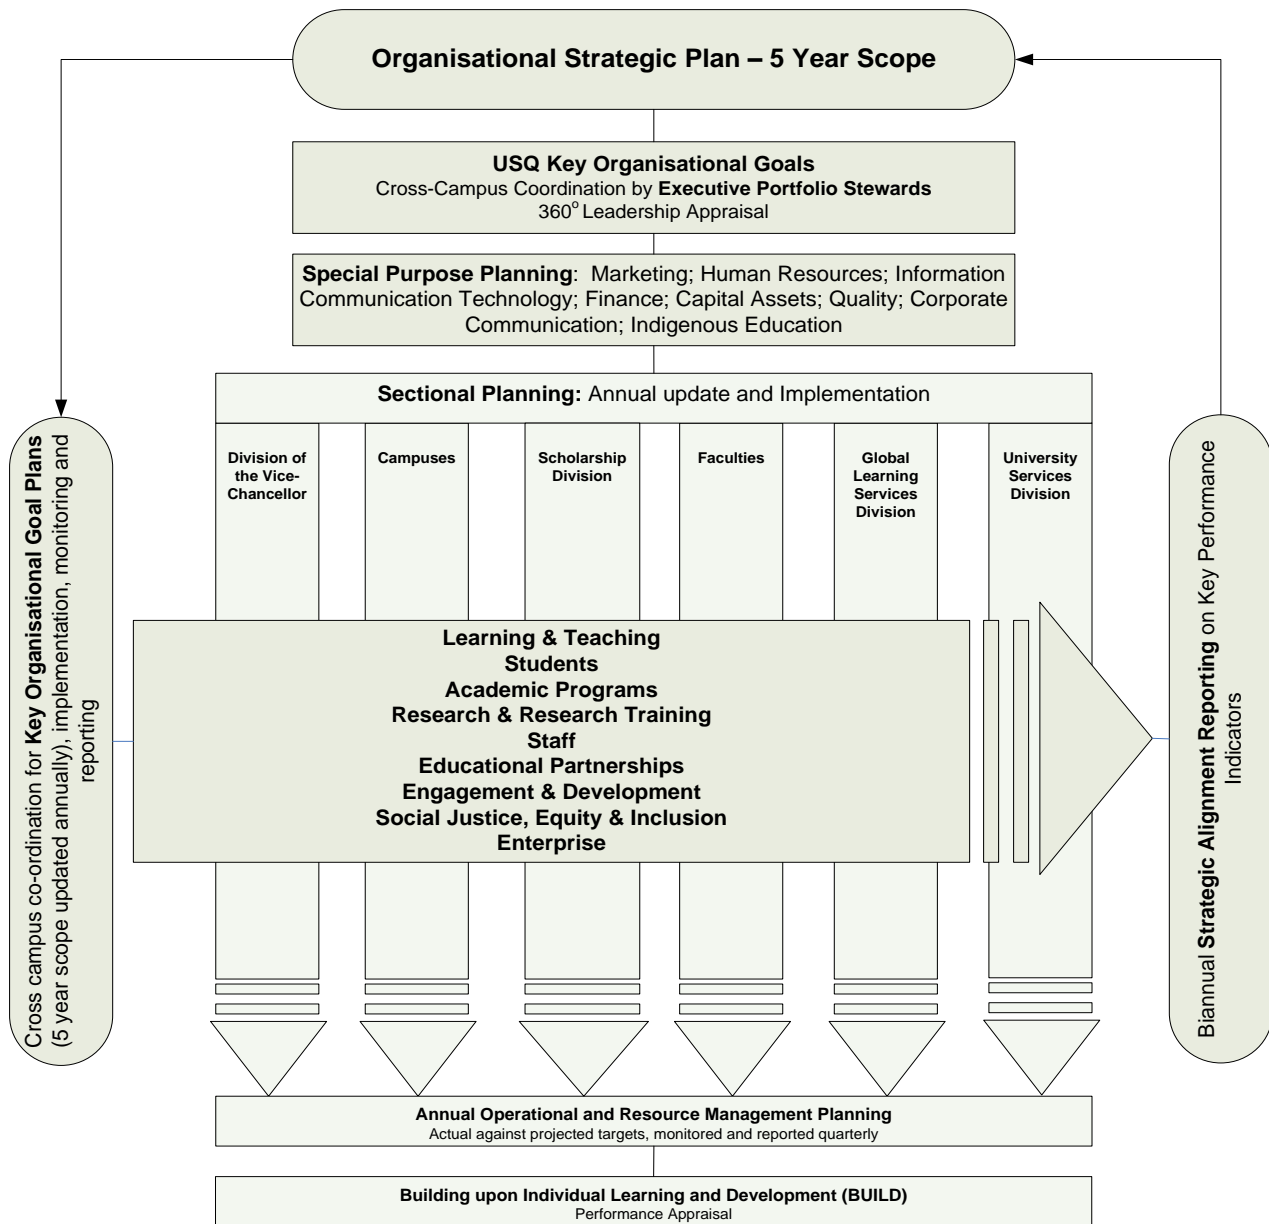 Organisational Strategic Plan – 5 Year Scope
USQ Key Organisational Goals
Cross-Campus Coordination by Executive Portfolio Stewards
360° Leadership Appraisal
Special Purpose Planning: Marketing; Human Resources; Information
Communication Technology; Finance; Capital Assets; Quality; Corporate
Communication; Indigenous Education
Sectional Planning: Annual update and Implementation
Division of
the Vice-
Chancellor
Campuses
Scholarship
Division
Faculties
Global
Learning
Services
Division
University
Services
Division
Cross campus co-ordination for Key Organisational Goal Plans
(5 year scope updated annually), implementation, monitoring and
reporting
Learning & Teaching
Students
Academic Programs
Research & Research Training
Staff
Educational Partnerships
Engagement & Development
Social Justice, Equity & Inclusion
Enterprise
Biannual Strategic Alignment Reporting on Key Performance
Indicators
Annual Operational and Resource Management Planning
Actual against projected targets, monitored and reported quarterly
Building upon Individual Learning and Development (BUILD)
Performance Appraisal